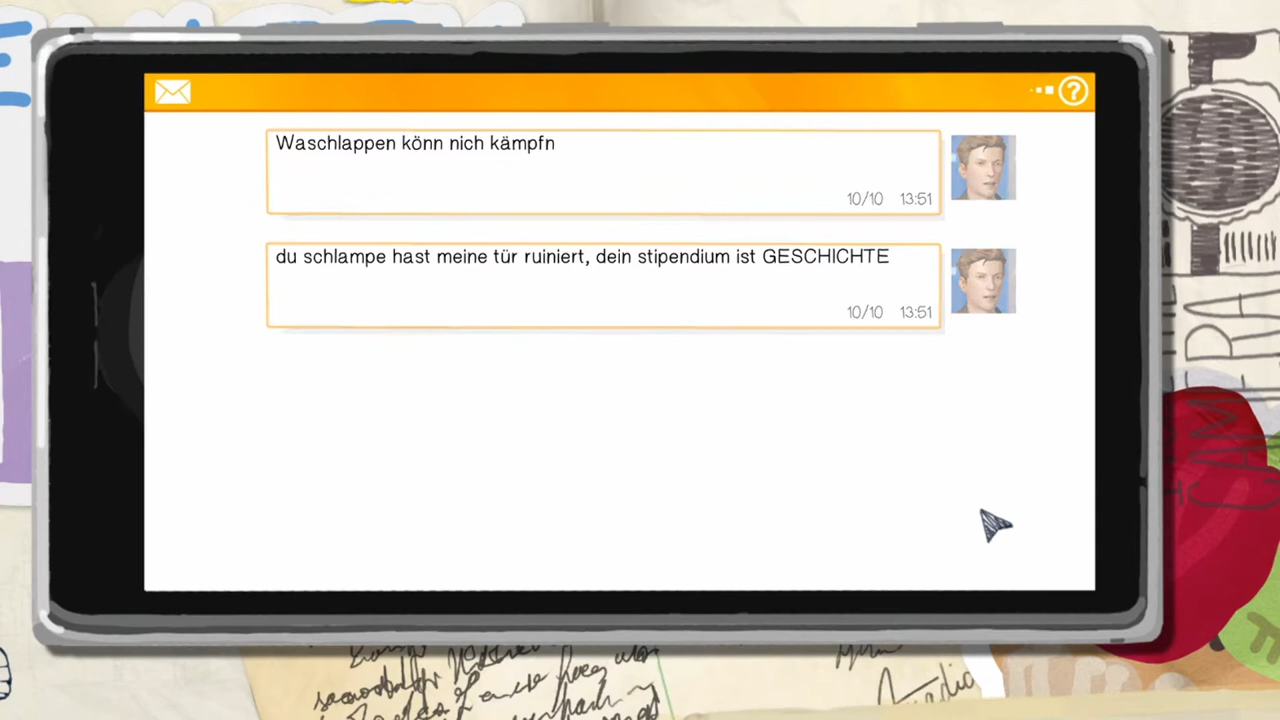 Waschlappen könn nich kämpfn
10/10 13:51
du schlampe hast meine tür ruiniert, dein stipendium ist GESCHICHTE
10/10 13:51
CAMERA